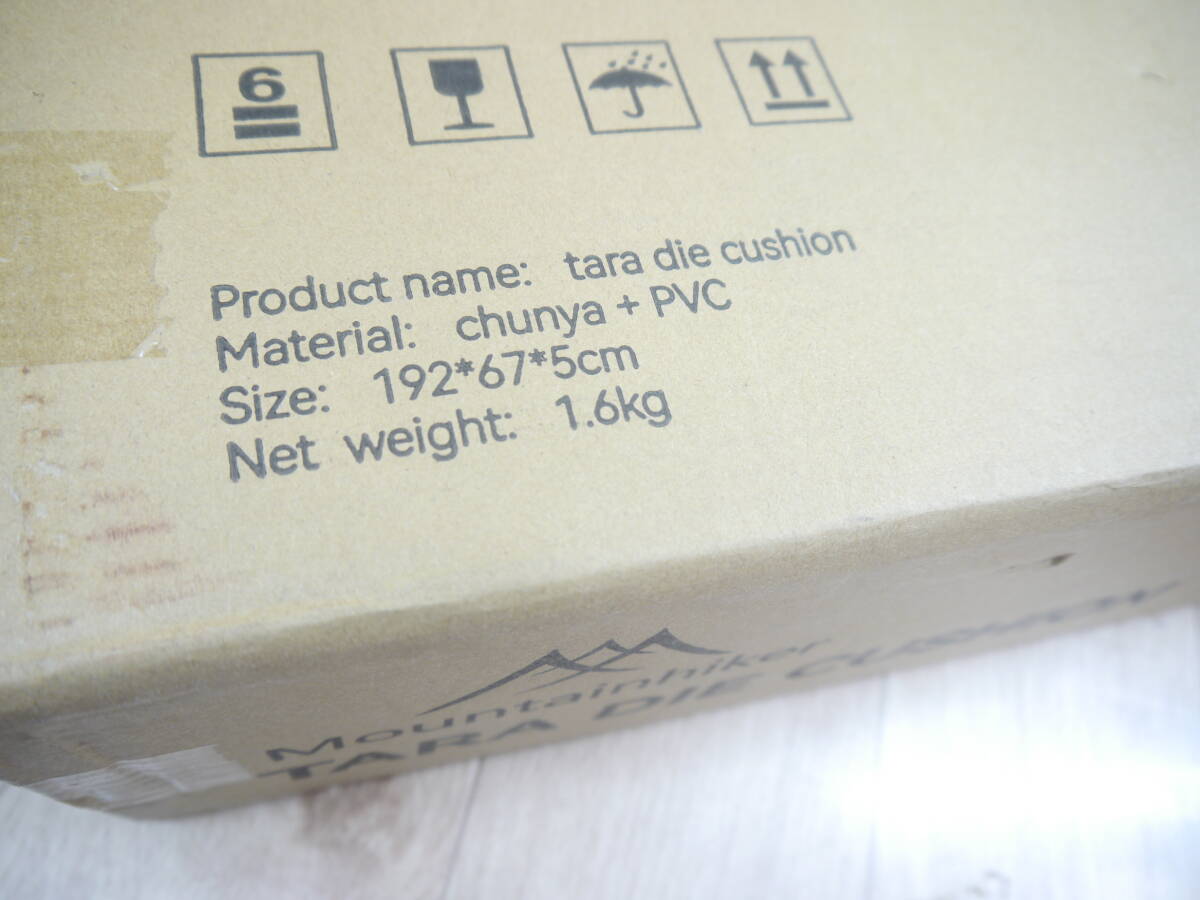 6
Product name: tara die cushion
Material: chunya + PVC
Size: 192*67*5cm
Net weight: 1.6kg
Mountainhiker
TARA DIE CUSHION